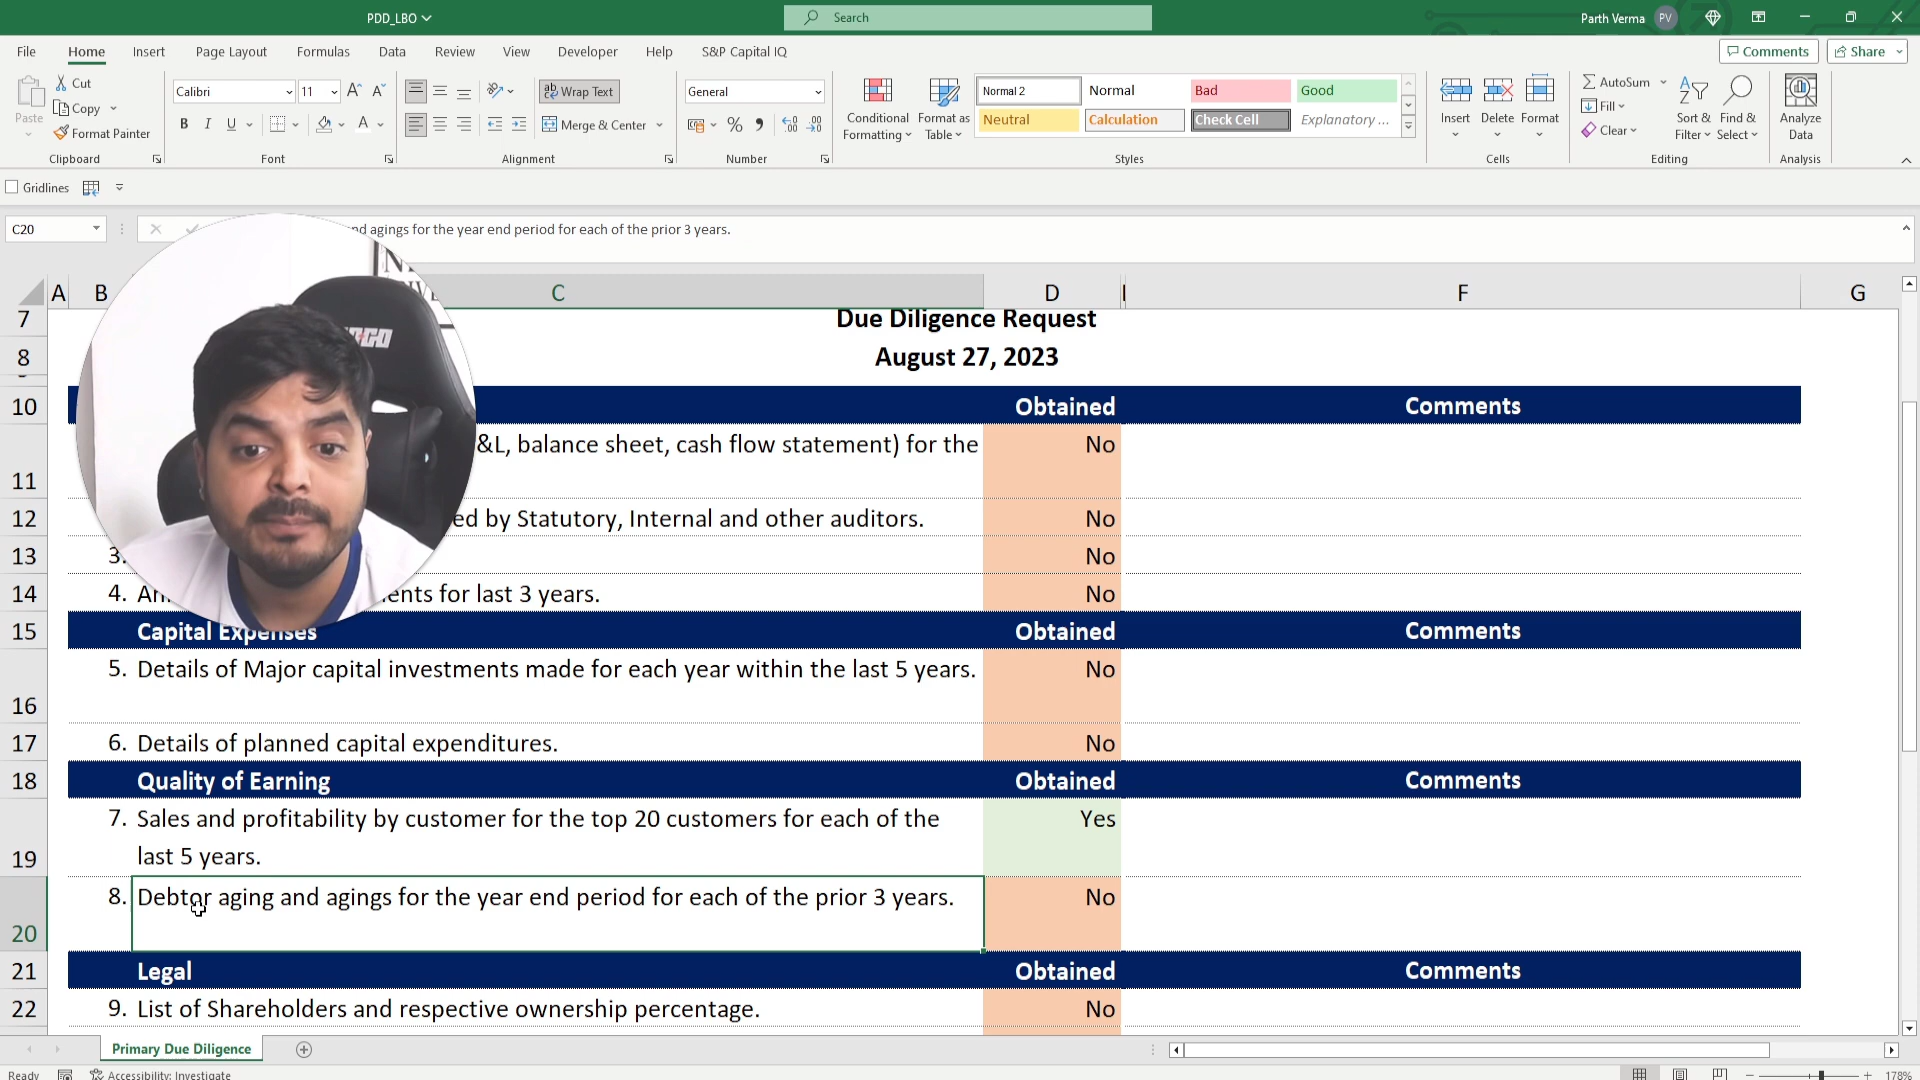 PDD_LBO
Search
Parth Verma
PV
File
Home
Insert
Page Layout
Formulas
Data
Review
View
Developer
Help
S&P Capital IQ
Comments
Share
Paste
Cut
Copy
Format Painter
Clipboard
Calibri
11
B I U
Font
Wrap Text
Merge & Center
Alignment
General
Number
Conditional Formatting
Format as Table
Normal 2
Normal
Bad
Good
Neutral
Calculation
Check Cell
Explanatory ...
Styles
Insert
Delete
Format
Cells
AutoSum
Fill
Clear
Sort & Filter
Find & Select
Editing
Analyze Data
Analysis
Gridlines
C20
nd agings for the year end period for each of the prior 3 years.
A B C D F G
7 Due Diligence Request
8 August 27, 2023
10 Obtained Comments
11 &L, balance sheet, cash flow statement) for the No
12 ed by Statutory, Internal and other auditors. No
13 3. No
14 4. ents for last 3 years. No
15 Capital Expenses Obtained Comments
16 5. Details of Major capital investments made for each year within the last 5 years. No
17 6. Details of planned capital expenditures. No
18 Quality of Earning Obtained Comments
19 7. Sales and profitability by customer for the top 20 customers for each of the Yes
last 5 years.
20 8. Debtor aging and agings for the year end period for each of the prior 3 years. No
21 Legal Obtained Comments
22 9. List of Shareholders and respective ownership percentage. No
Primary Due Diligence
Ready
Accessibility: Investigate
178%